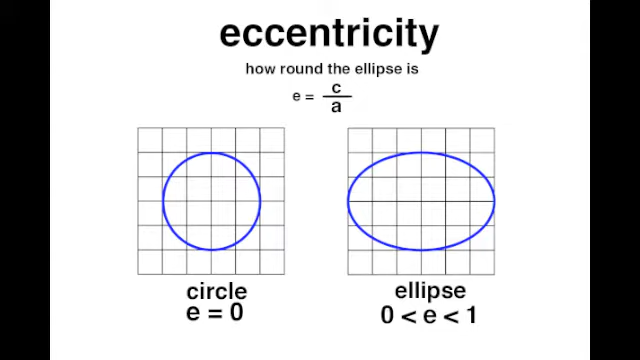 eccentricity
how round the ellipse is
e = c/a
circle
e = 0
ellipse
0 < e < 1